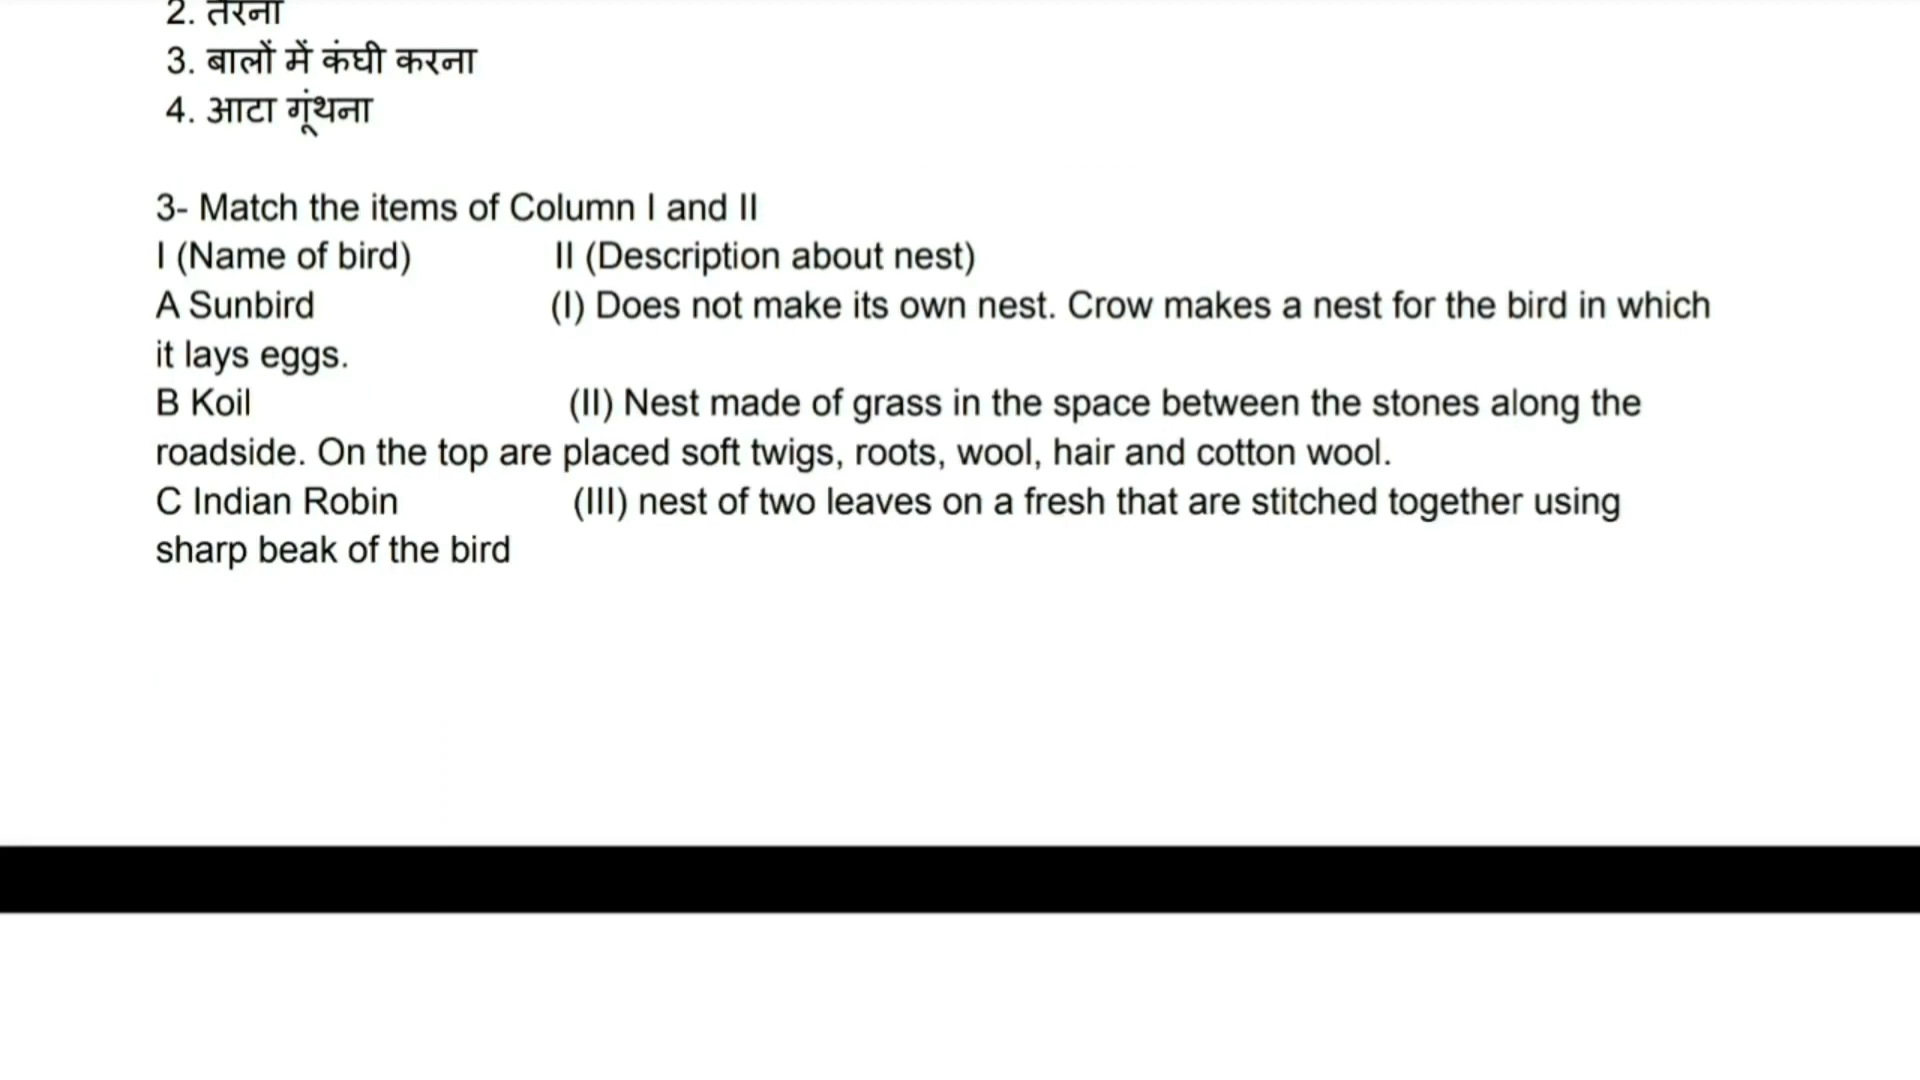 2. तैरना
3. बालों में कंघी करना
4. आटा गूंथना
3- Match the items of Column I and II
I (Name of bird) II (Description about nest)
A Sunbird (I) Does not make its own nest. Crow makes a nest for the bird in which
it lays eggs.
B Koil (II) Nest made of grass in the space between the stones along the
roadside. On the top are placed soft twigs, roots, wool, hair and cotton wool.
C Indian Robin (III) nest of two leaves on a fresh that are stitched together using
sharp beak of the bird